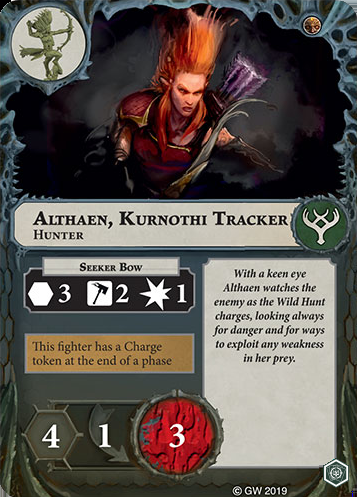 ALTHAEN, KURNOTHI TRACKER
HUNTER
SEEKER BOW
3 2 1
With a keen eye
Althaen watches the
enemy as the Wild Hunt
charges, looking always
for danger and for ways
to exploit any weakness
in her prey.
This fighter has a Charge
token at the end of a phase
4 1 3
© GW 2019